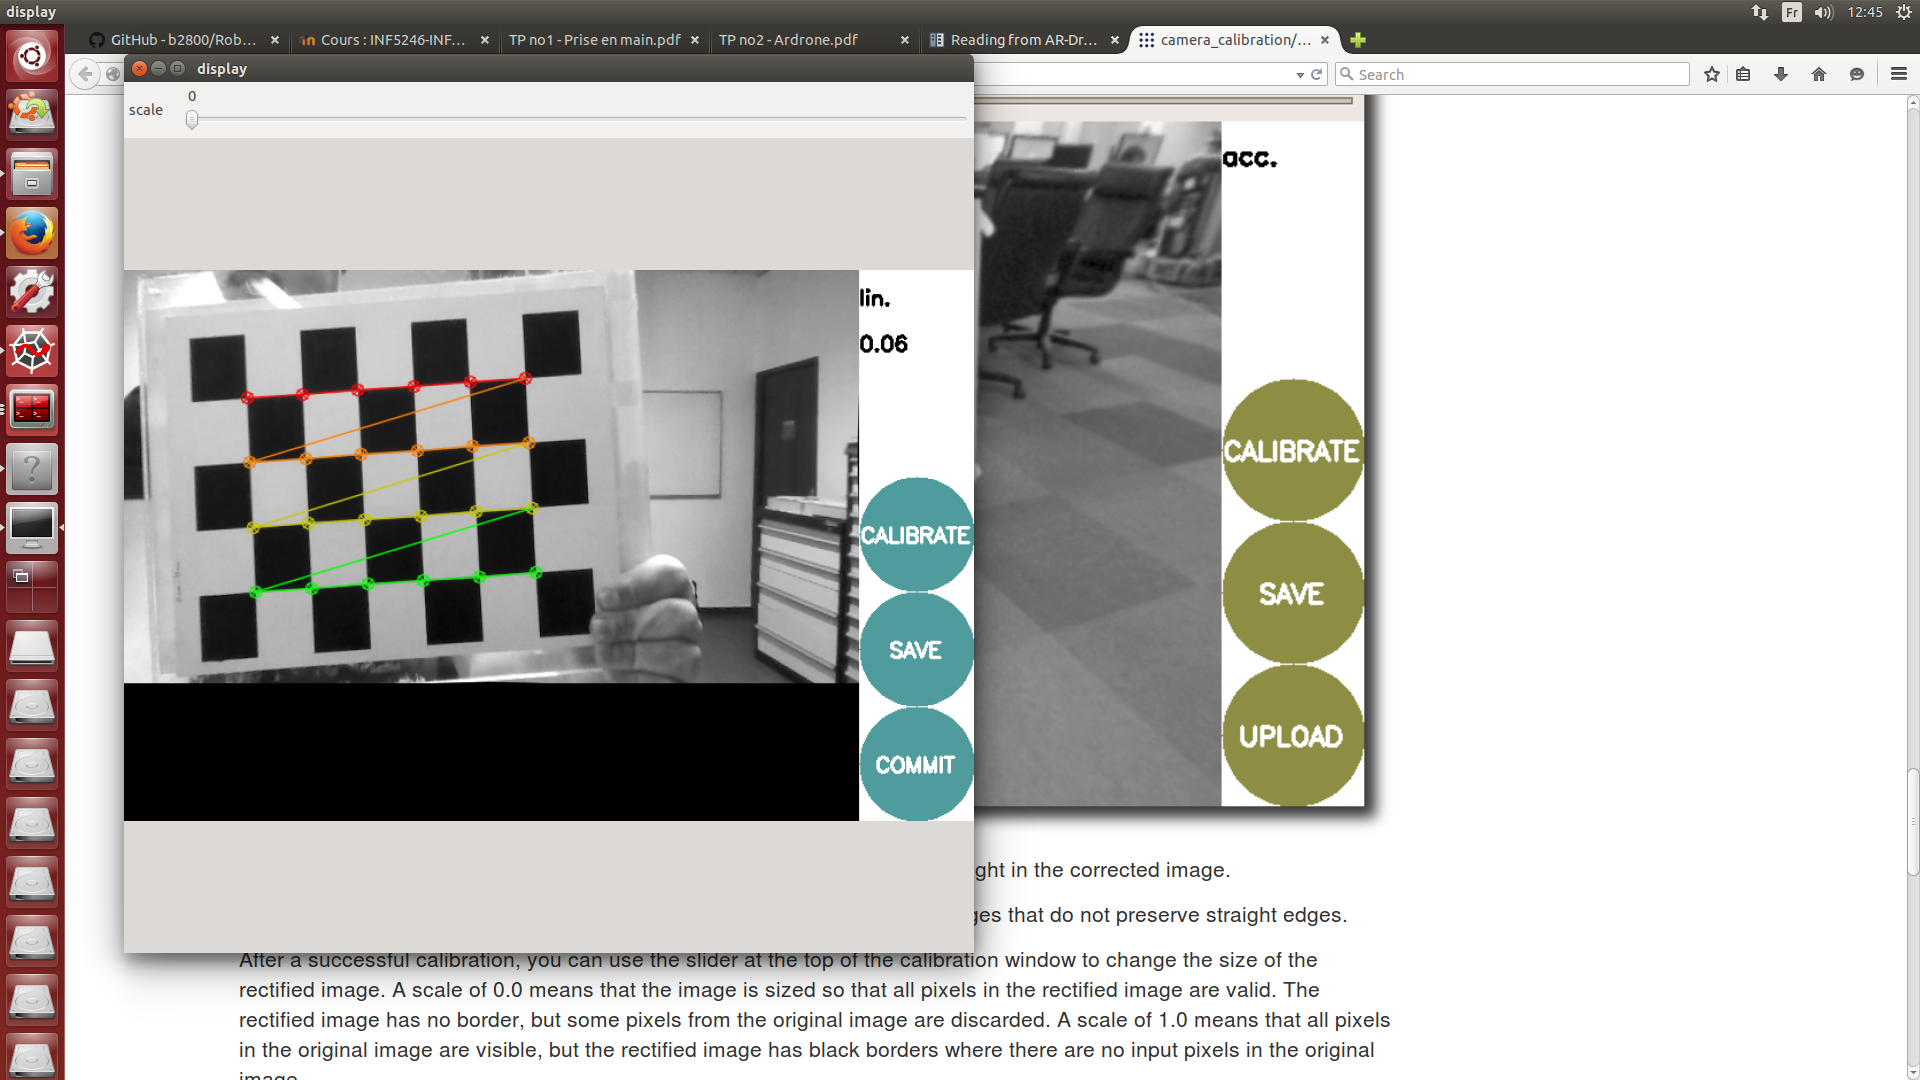 display
Fr
12:45
GitHub - b2800/Rob...
Cours : INF5246-INF...
TP no1 - Prise en main.pdf
TP no2 - Ardrone.pdf
Reading from AR-Dr...
camera_calibration/...
display
Search
scale
0
lin.
0.06
CALIBRATE
SAVE
COMMIT
acc.
CALIBRATE
SAVE
UPLOAD
ght in the corrected image.
ges that do not preserve straight edges.
After a successful calibration, you can use the slider at the top of the calibration window to change the size of the
rectified image. A scale of 0.0 means that the image is sized so that all pixels in the rectified image are valid. The
rectified image has no border, but some pixels from the original image are discarded. A scale of 1.0 means that all pixels
in the original image are visible, but the rectified image has black borders where there are no input pixels in the original
image.